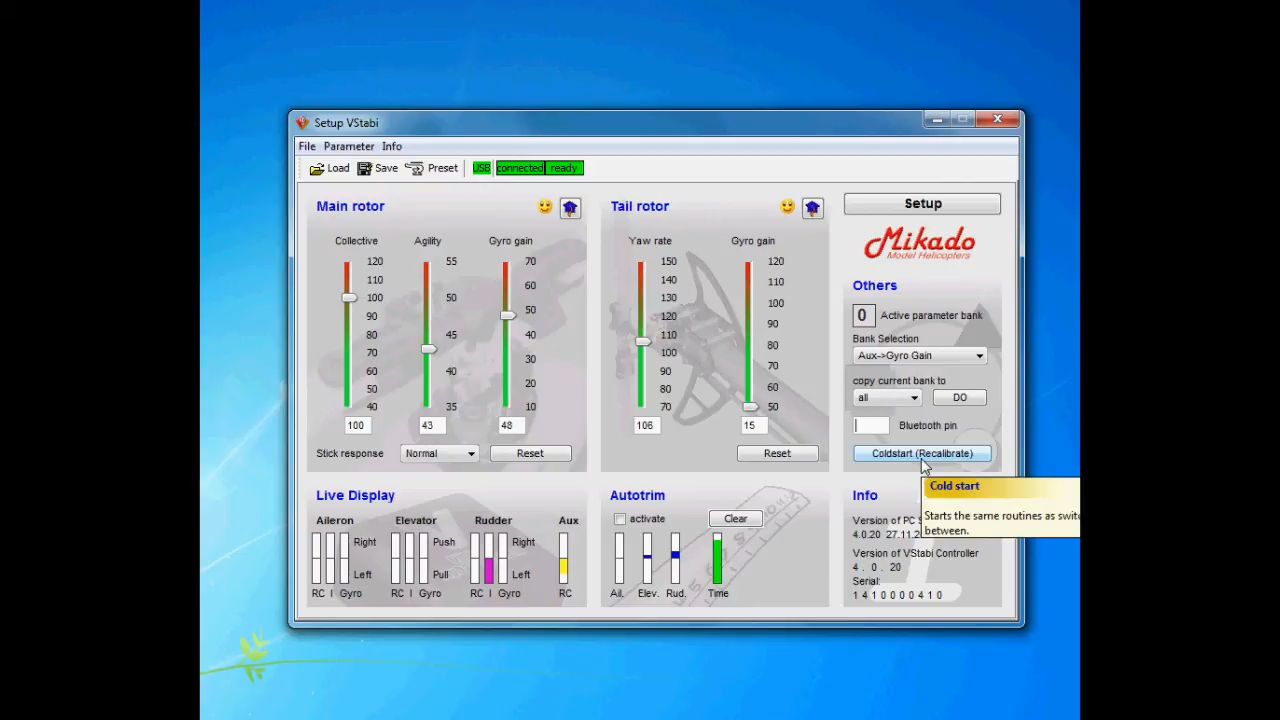 Setup VStabi
File Parameter Info
Load Save Preset USB connected ready
Main rotor
Collective Agility Gyro gain
120 55 70
110 60
100 50 50
90 45 40
80
70 40 30
60 20
50
40 35 10
100 43 48
Stick response Normal Reset
Tail rotor
Yaw rate Gyro gain
150 120
140 110
130 100
120 90
110 80
100 70
90 60
80 50
70
106 15
Reset
Setup
Mikado
Model Helicopters
Others
0 Active parameter bank
Bank Selection
Aux->Gyro Gain
copy current bank to
all DO
Bluetooth pin
Coldstart (Recalibrate)
Cold start
Starts the same routines as
between.
Live Display
Aileron Elevator Rudder Aux
Right Push Right
Left Pull Left
RC I Gyro RC I Gyro RC I Gyro RC
Autotrim
activate Clear
Ail. Elev. Rud. Time
Info
Version of PC
4.0.20 27.11.
Version of VStabi Controller
4 . 0 . 20
Serial:
1 4 1 0 0 0 0 4 1 0